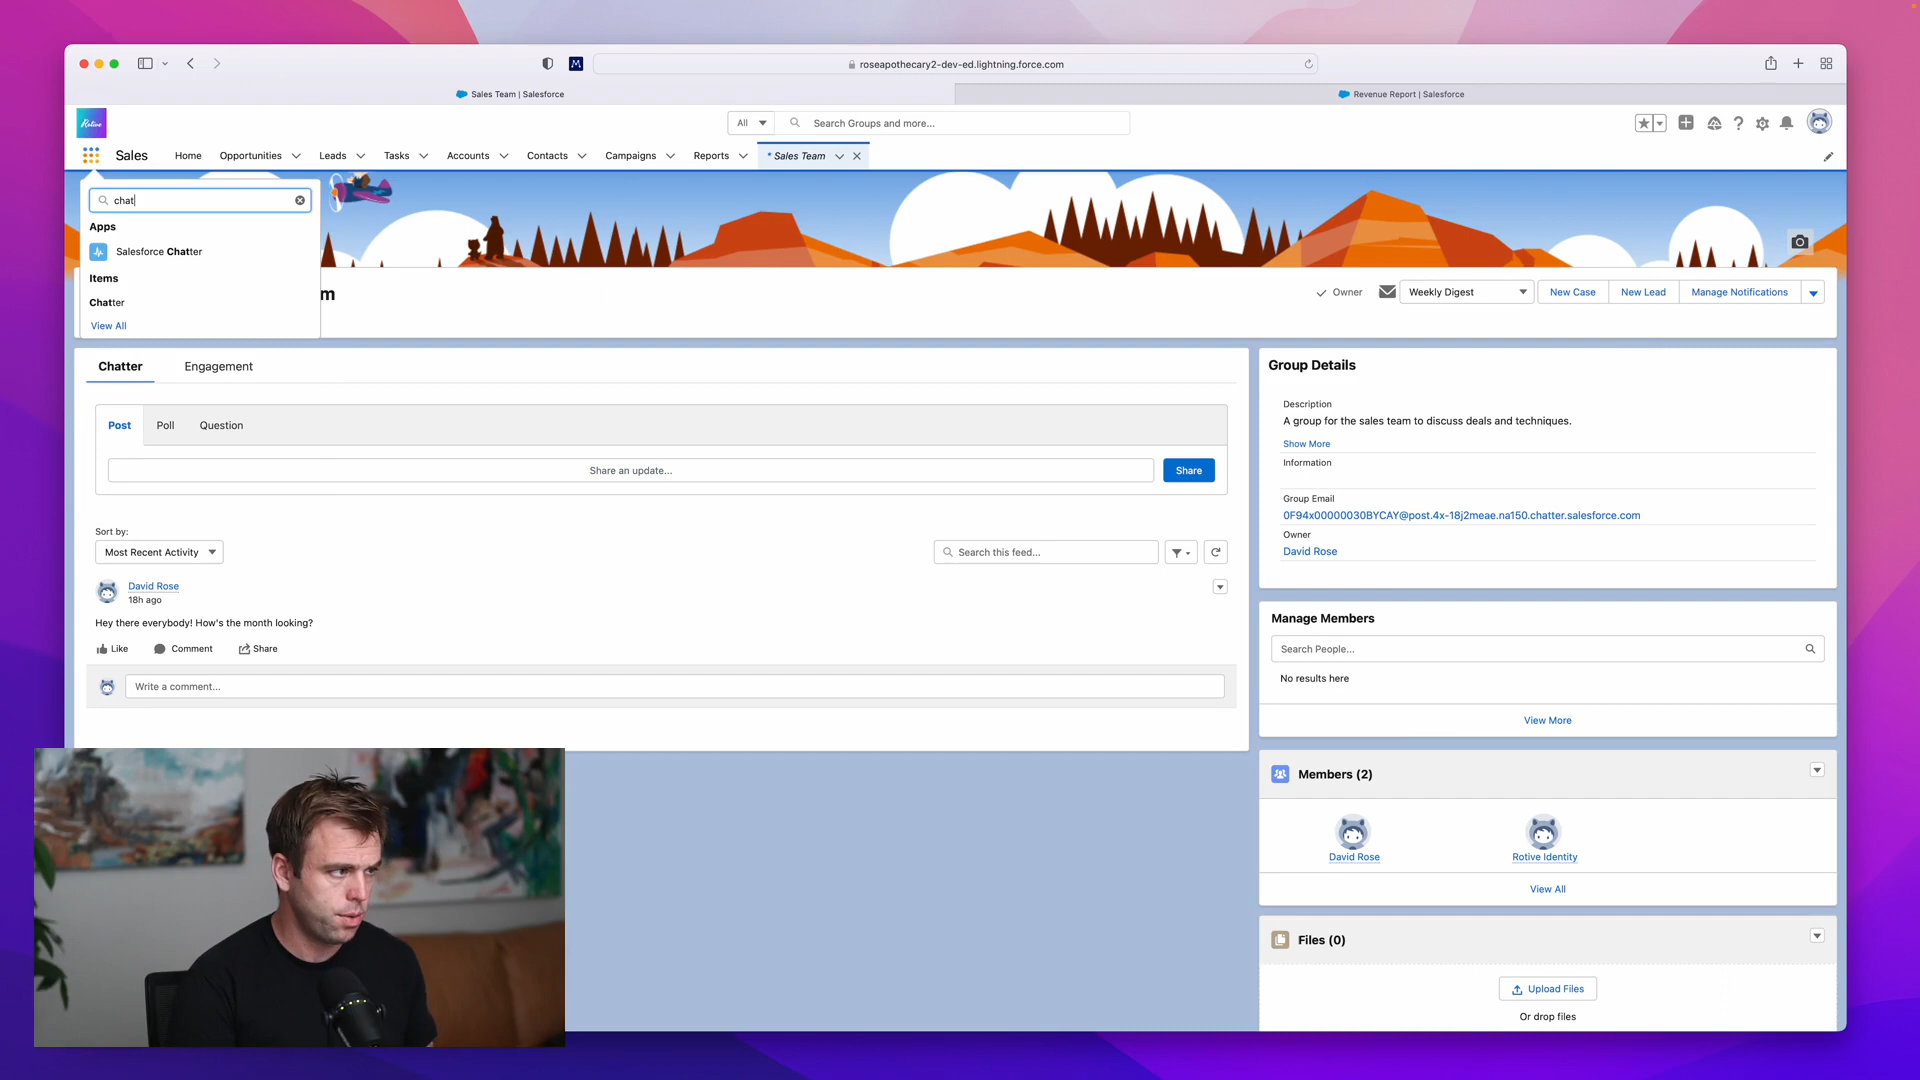 roseapothecary2-dev-ed.lightning.force.com
Sales Team | Salesforce
Revenue Report | Salesforce
Rotive
All
Search Groups and more...
Sales
Home
Opportunities
Leads
Tasks
Accounts
Contacts
Campaigns
Reports
* Sales Team
chat
Apps
Salesforce Chatter
Items
Chatter
View All
m
Owner
Weekly Digest
New Case
New Lead
Manage Notifications
Chatter
Engagement
Post
Poll
Question
Share an update...
Share
Sort by:
Most Recent Activity
Search this feed...
David Rose
18h ago
Hey there everybody! How's the month looking?
Like
Comment
Share
Write a comment...
Group Details
Description
A group for the sales team to discuss deals and techniques.
Show More
Information
Group Email
0F94x00000030BYCAY@post.4x-18j2meae.na150.chatter.salesforce.com
Owner
David Rose
Manage Members
Search People...
No results here
View More
Members (2)
David Rose
Rotive Identity
View All
Files (0)
Upload Files
Or drop files